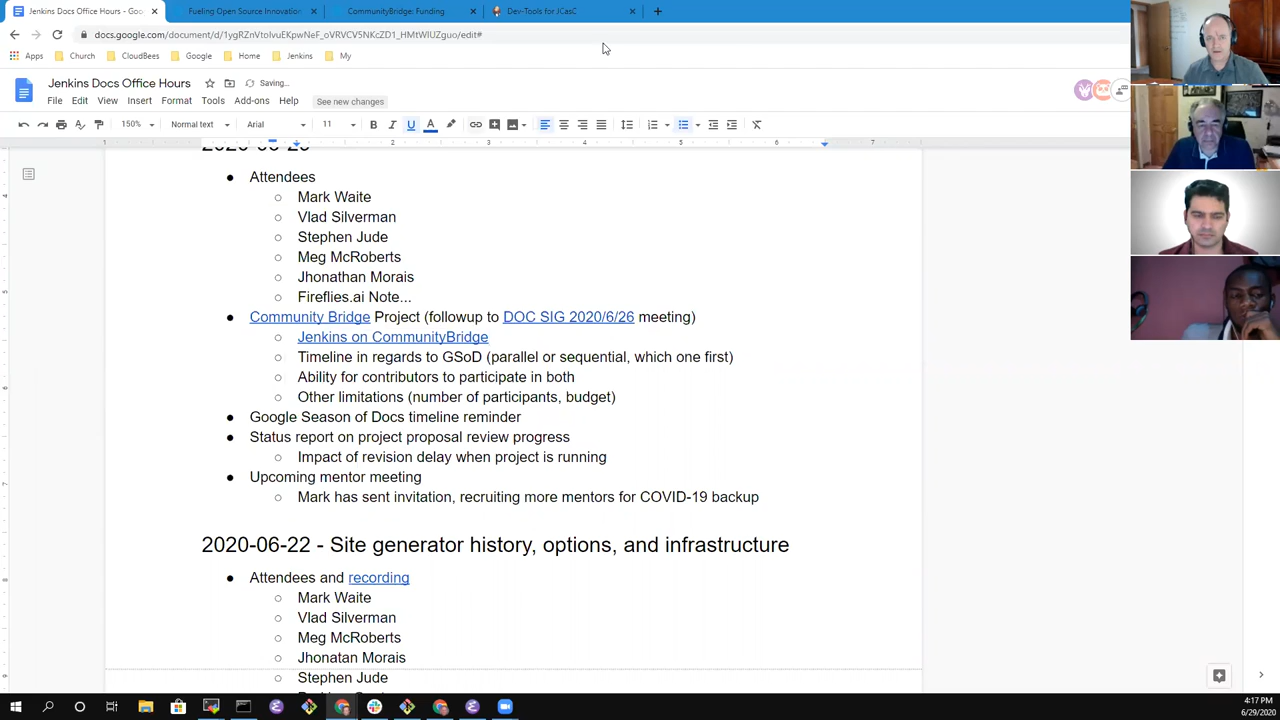 Jenkins Docs Office Hours - Goo
Fueling Open Source Innovation
CommunityBridge: Funding
Dev-Tools for JCasC
docs.google.com/document/d/1ygRZnVtoIvuEKpwNeF_oVRVCV5NKcZD1_HMtWIUZguo/edit#
Apps Church CloudBees Google Home Jenkins My
Jenkins Docs Office Hours Saving...
File Edit View Insert Format Tools Add-ons Help See new changes
150% Normal text Arial 11 B I U A
1 2 3 4 5 6 7
Attendees
Mark Waite
Vlad Silverman
Stephen Jude
Meg McRoberts
Jhonathan Morais
Fireflies.ai Note...
Community Bridge Project (followup to DOC SIG 2020/6/26 meeting)
Jenkins on CommunityBridge
Timeline in regards to GSoD (parallel or sequential, which one first)
Ability for contributors to participate in both
Other limitations (number of participants, budget)
Google Season of Docs timeline reminder
Status report on project proposal review progress
Impact of revision delay when project is running
Upcoming mentor meeting
Mark has sent invitation, recruiting more mentors for COVID-19 backup
2020-06-22 - Site generator history, options, and infrastructure
Attendees and recording
Mark Waite
Vlad Silverman
Meg McRoberts
Jhonatan Morais
Stephen Jude
4:17 PM
6/29/2020